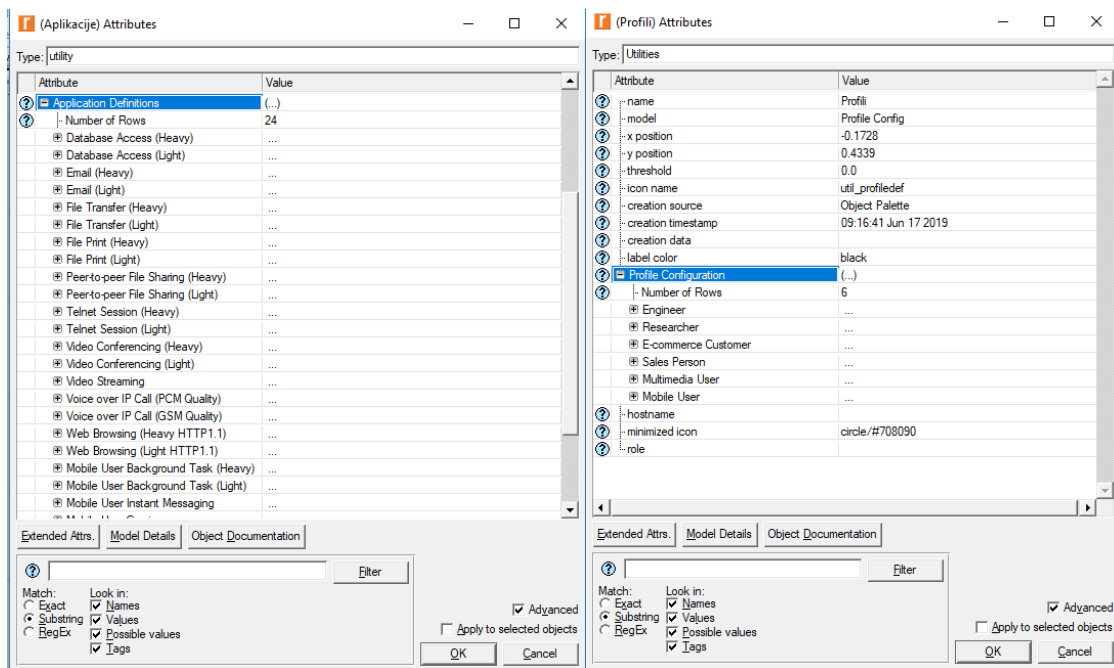 (Aplikacije) Attributes
Type: utility
Attribute Value
Application Definitions (...)
Number of Rows 24
Database Access (Heavy) ...
Database Access (Light) ...
Email (Heavy) ...
Email (Light) ...
File Transfer (Heavy) ...
File Transfer (Light) ...
File Print (Heavy) ...
File Print (Light) ...
Peer-to-peer File Sharing (Heavy) ...
Peer-to-peer File Sharing (Light) ...
Telnet Session (Heavy) ...
Telnet Session (Light) ...
Video Conferencing (Heavy) ...
Video Conferencing (Light) ...
Video Streaming ...
Voice over IP Call (PCM Quality) ...
Voice over IP Call (GSM Quality) ...
Web Browsing (Heavy HTTP1.1) ...
Web Browsing (Light HTTP1.1) ...
Mobile User Background Task (Heavy) ...
Mobile User Background Task (Light) ...
Mobile User Instant Messaging ...
Extended Attrs. Model Details Object Documentation
Filter
Match: Look in:
Exact Names
Substring Values
RegEx Possible values
Tags
Advanced
Apply to selected objects
OK Cancel
(Profili) Attributes
Type: Utilities
Attribute Value
name Profili
model Profile Config
x position -0.1728
y position 0.4339
threshold 0.0
icon name util_profiledef
creation source Object Palette
creation timestamp 09:16:41 Jun 17 2019
creation data
label color black
Profile Configuration (...)
Number of Rows 6
Engineer ...
Researcher ...
E-commerce Customer ...
Sales Person ...
Multimedia User ...
Mobile User ...
hostname
minimized icon circle/#708090
role
Extended Attrs. Model Details Object Documentation
Filter
Match: Look in:
Exact Names
Substring Values
RegEx Possible values
Tags
Advanced
Apply to selected objects
OK Cancel